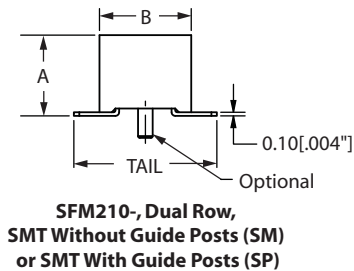 B
A
0.10[.004"]
TAIL
Optional
SFM210-, Dual Row,
SMT Without Guide Posts (SM)
or SMT With Guide Posts (SP)